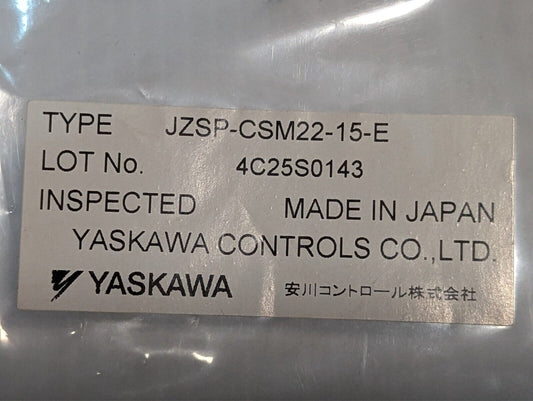 TYPE JZSP-CSM22-15-E
LOT No. 4C25S0143
INSPECTED MADE IN JAPAN
YASKAWA CONTROLS CO.,LTD.
YASKAWA 安川コントロール株式会社